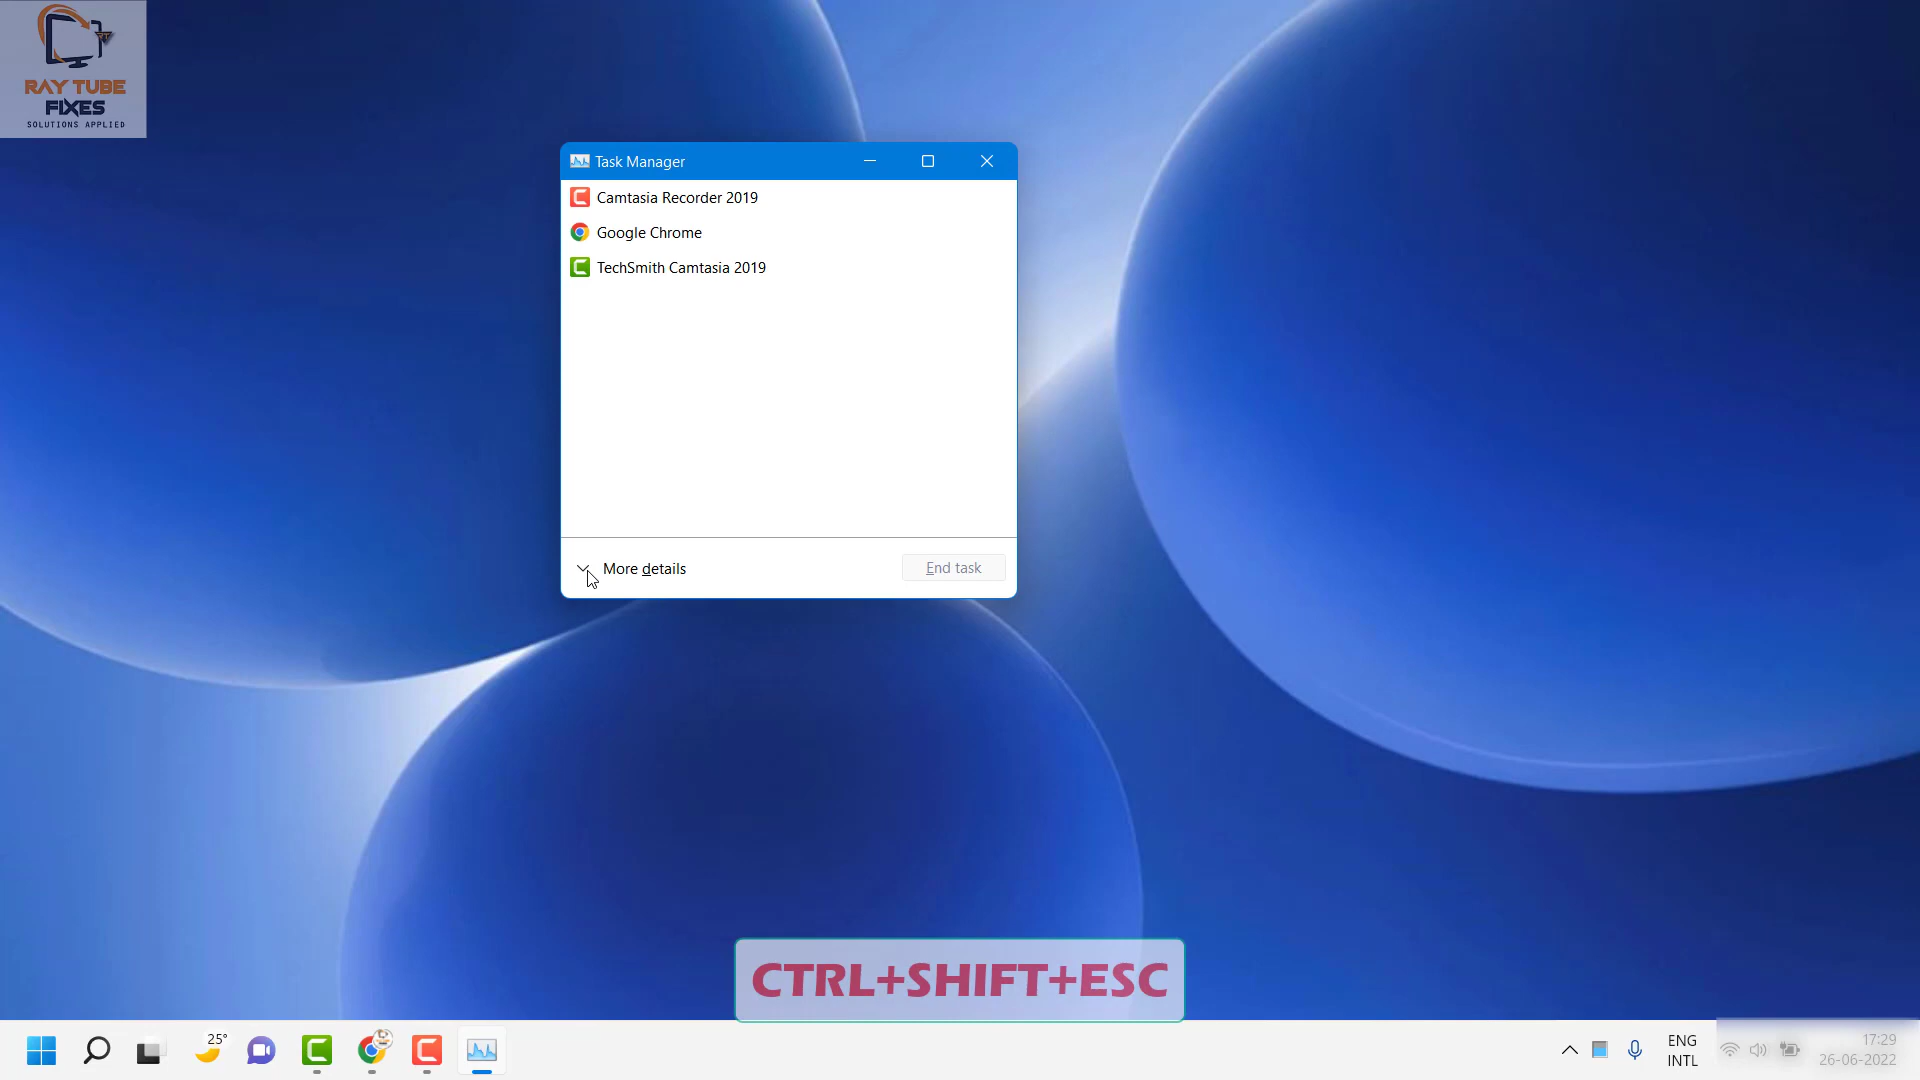 RAY TUBE
FIXES
SOLUTIONS APPLIED
Task Manager
Camtasia Recorder 2019
Google Chrome
TechSmith Camtasia 2019
More details
End task
CTRL+SHIFT+ESC
25°
ENG
INTL
17:29
26-06-2022